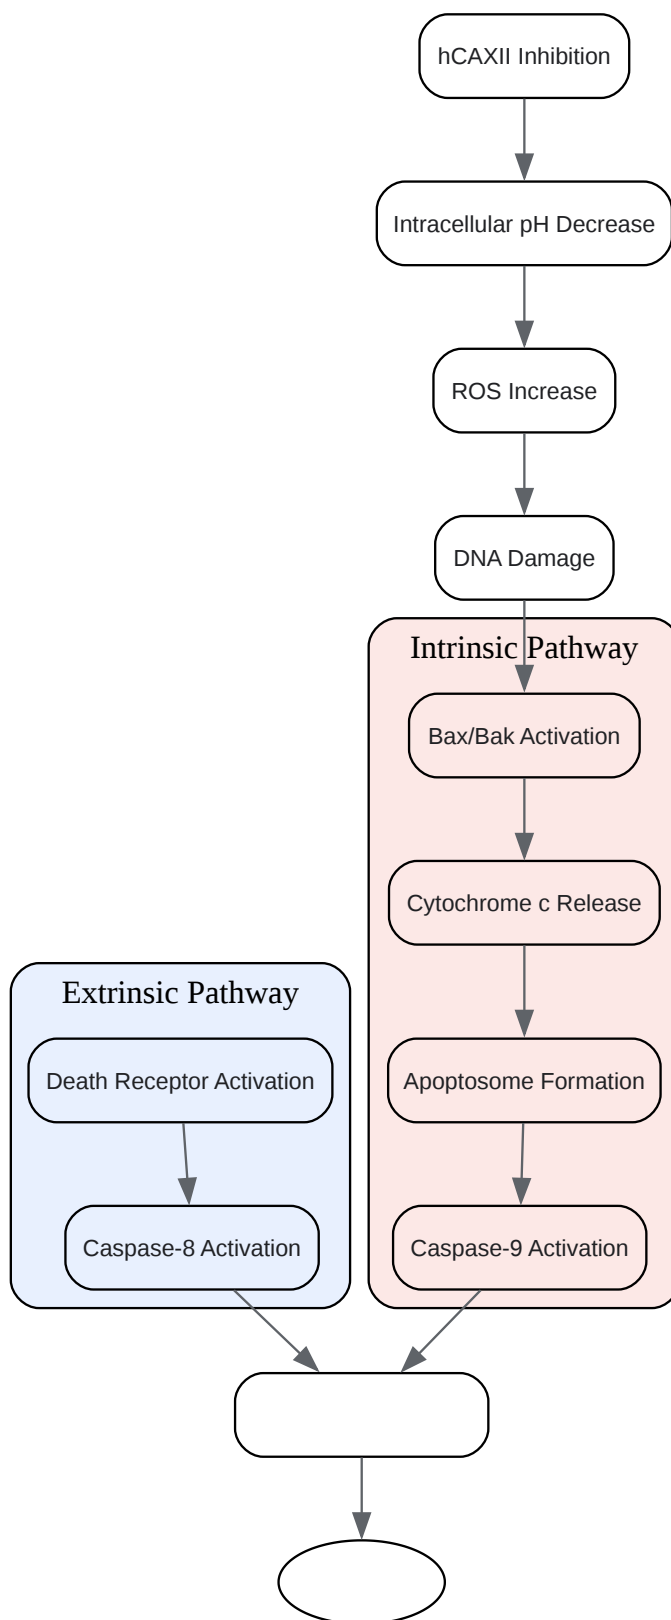 hCAXII Inhibition
Intracellular pH Decrease
ROS Increase
DNA Damage
Intrinsic Pathway
Bax/Bak Activation
Cytochrome c Release
Extrinsic Pathway
Death Receptor Activation
Apoptosome Formation
Caspase-8 Activation
Caspase-9 Activation